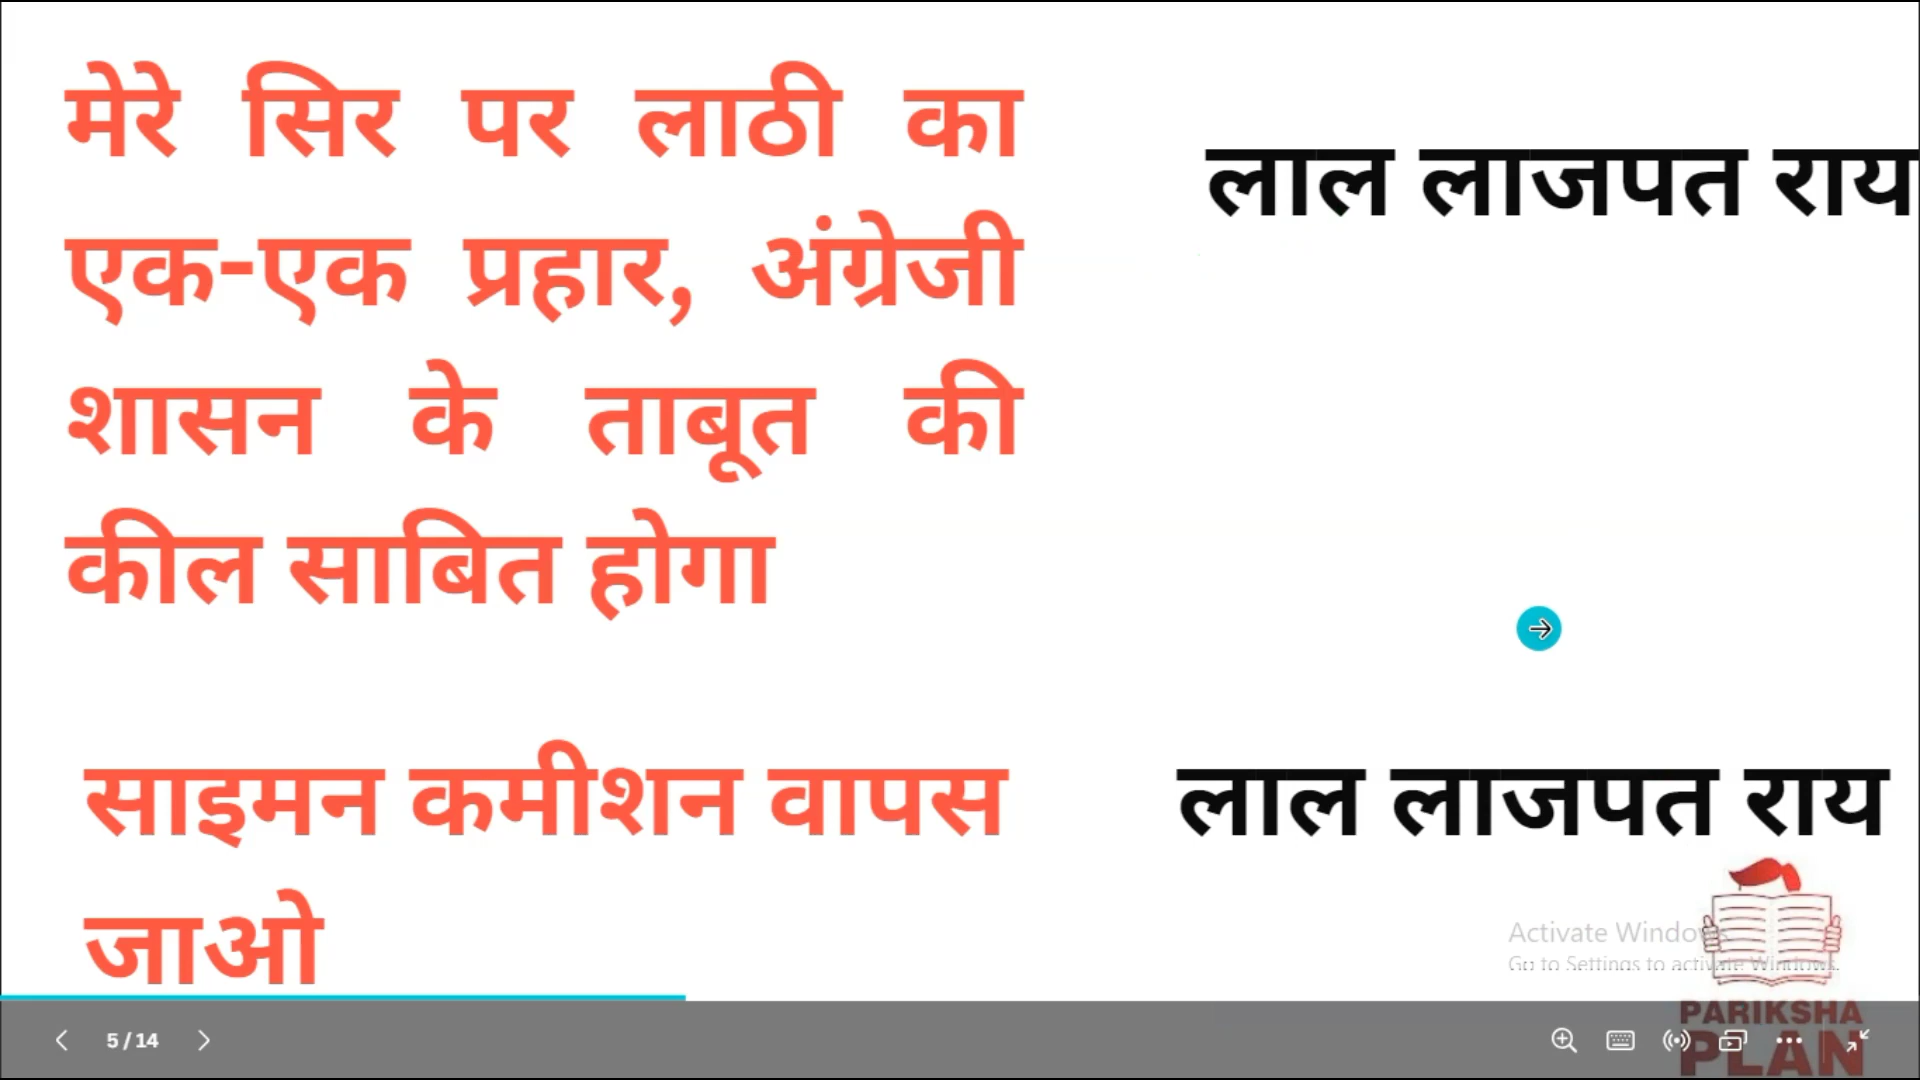 मेरे सिर पर लाठी का
एक-एक प्रहार, अंग्रेजी
शासन के ताबूत की
कील साबित होगा
लाल लाजपत राय
साइमन कमीशन वापस
जाओ
लाल लाजपत राय
Activate Windows
Go to Settings to activate Windows.
PARIKSHA
PLAN
5 / 14